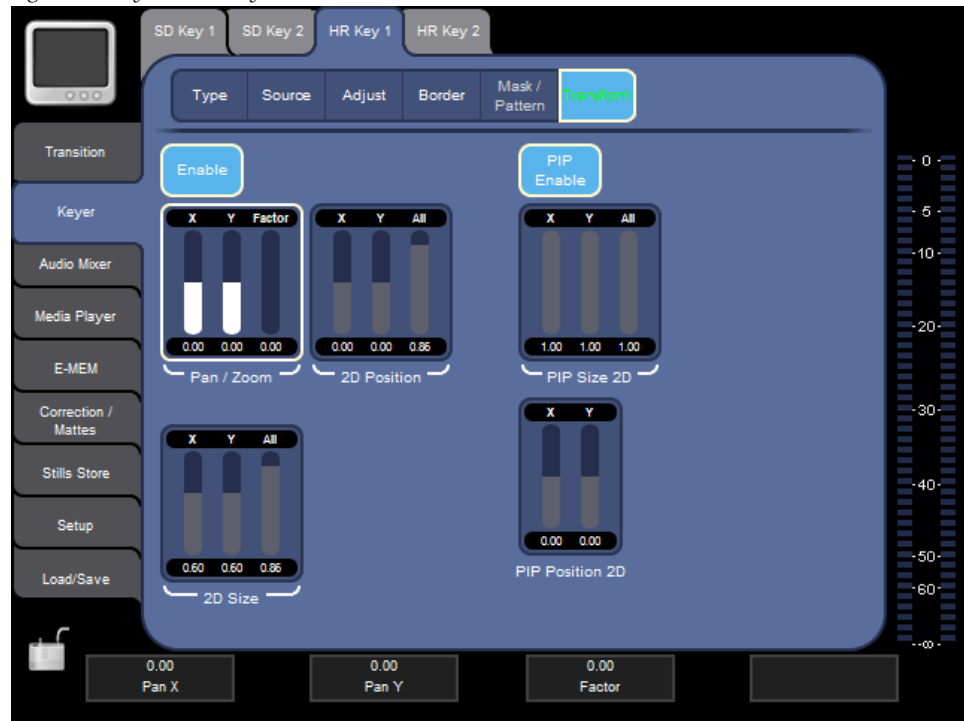 SD Key 1 SD Key 2 HR Key 1 HR Key 2
Type Source Adjust Border Mask / Pattern Transform
Transition
Keyer
Audio Mixer
Media Player
E-MEM
Correction /
Mattes
Stills Store
Setup
Load/Save
Enable
X Y Factor
0.00 0.00 0.00
Pan / Zoom
X Y All
0.00 0.00 0.86
2D Position
X Y All
0.60 0.60 0.86
2D Size
PIP
Enable
X Y All
1.00 1.00 1.00
PIP Size 2D
X Y
0.00 0.00
PIP Position 2D
- 0 -
- 5 -
-10-
-20-
-30-
-40-
-50-
-60-
--∞-
0.00
Pan X
0.00
Pan Y
0.00
Factor